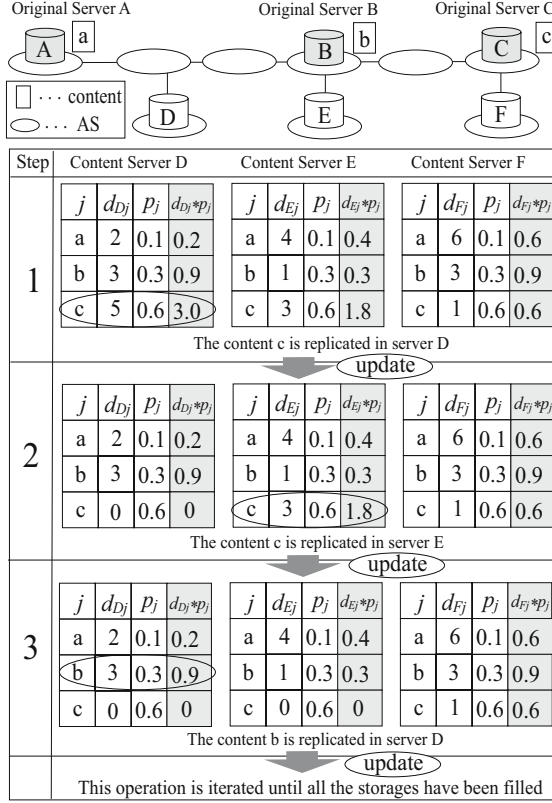 Original Server A Original Server B Original Server C
A a B b C c
content
AS
D E F
Step Content Server D Content Server E Content Server F
1
j dDj pj dDj*pj j dEj pj dEj*pj j dFj pj dFj*pj
a 2 0.1 0.2 a 4 0.1 0.4 a 6 0.1 0.6
b 3 0.3 0.9 b 1 0.3 0.3 b 3 0.3 0.9
c 5 0.6 3.0 c 3 0.6 1.8 c 1 0.6 0.6
The content c is replicated in server D
update
2
j dDj pj dDj*pj j dEj pj dEj*pj j dFj pj dFj*pj
a 2 0.1 0.2 a 4 0.1 0.4 a 6 0.1 0.6
b 3 0.3 0.9 b 1 0.3 0.3 b 3 0.3 0.9
c 0 0.6 0 c 3 0.6 1.8 c 1 0.6 0.6
The content c is replicated in server E
update
3
j dDj pj dDj*pj j dEj pj dEj*pj j dFj pj dFj*pj
a 2 0.1 0.2 a 4 0.1 0.4 a 6 0.1 0.6
b 3 0.3 0.9 b 1 0.3 0.3 b 3 0.3 0.9
c 0 0.6 0 c 0 0.6 0 c 1 0.6 0.6
The content b is replicated in server D
update
This operation is iterated until all the storages have been filled